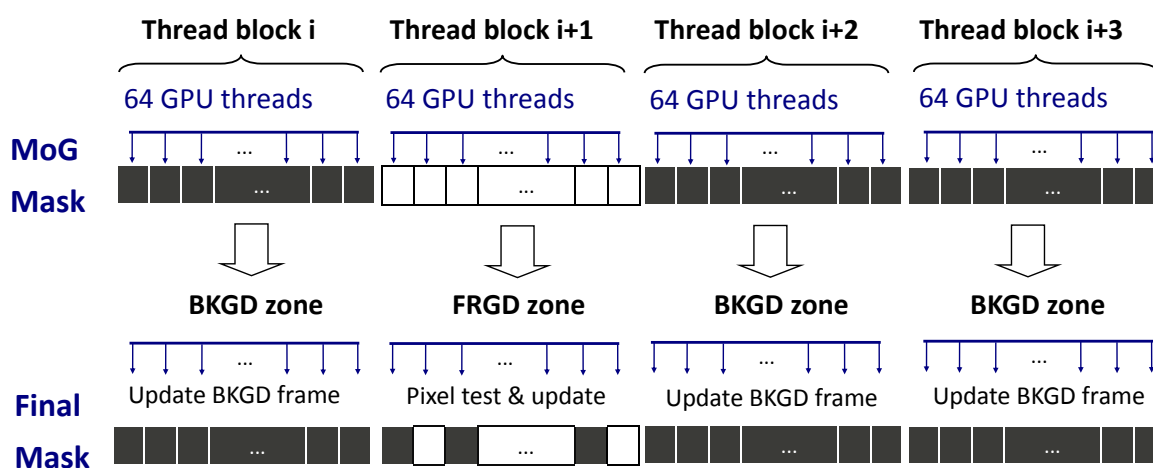 Thread block i Thread block i+1 Thread block i+2 Thread block i+3
64 GPU threads 64 GPU threads 64 GPU threads 64 GPU threads
MoG ... ... ... ...
Mask ... ... ... ...
BKGD zone FRGD zone BKGD zone BKGD zone
... ... ... ...
Update BKGD frame Pixel test & update Update BKGD frame Update BKGD frame
Final
Mask ... ... ... ...